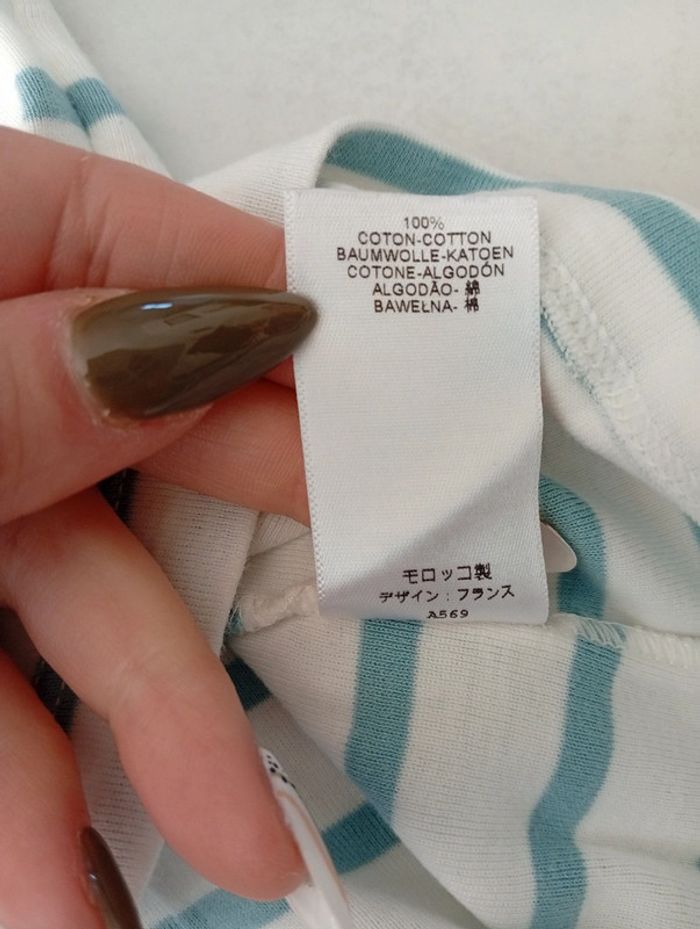 100%
COTON-COTTON
BAUMWOLLE-KATOEN
COTONE-ALGODÓN
ALGODÃO- 綿
BAWEŁNA- 棉
モロッコ製
デザイン : フランス
A569